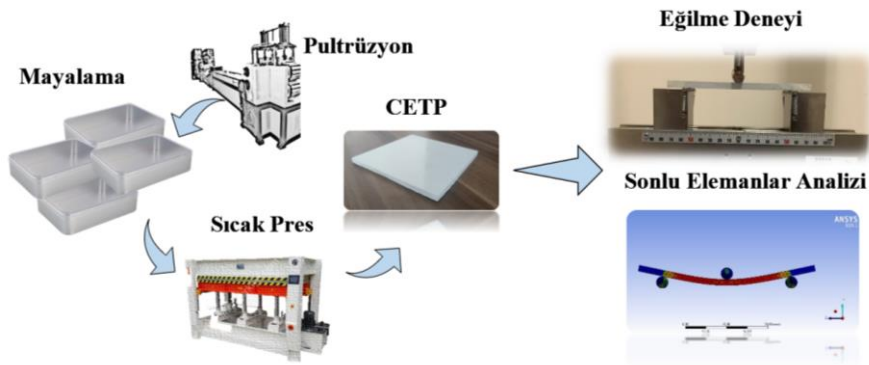 Pultrüzyon
Mayalama
Sıcak Pres
CETP
Eğilme Deneyi
Sonlu Elemanlar Analizi
ANSYS